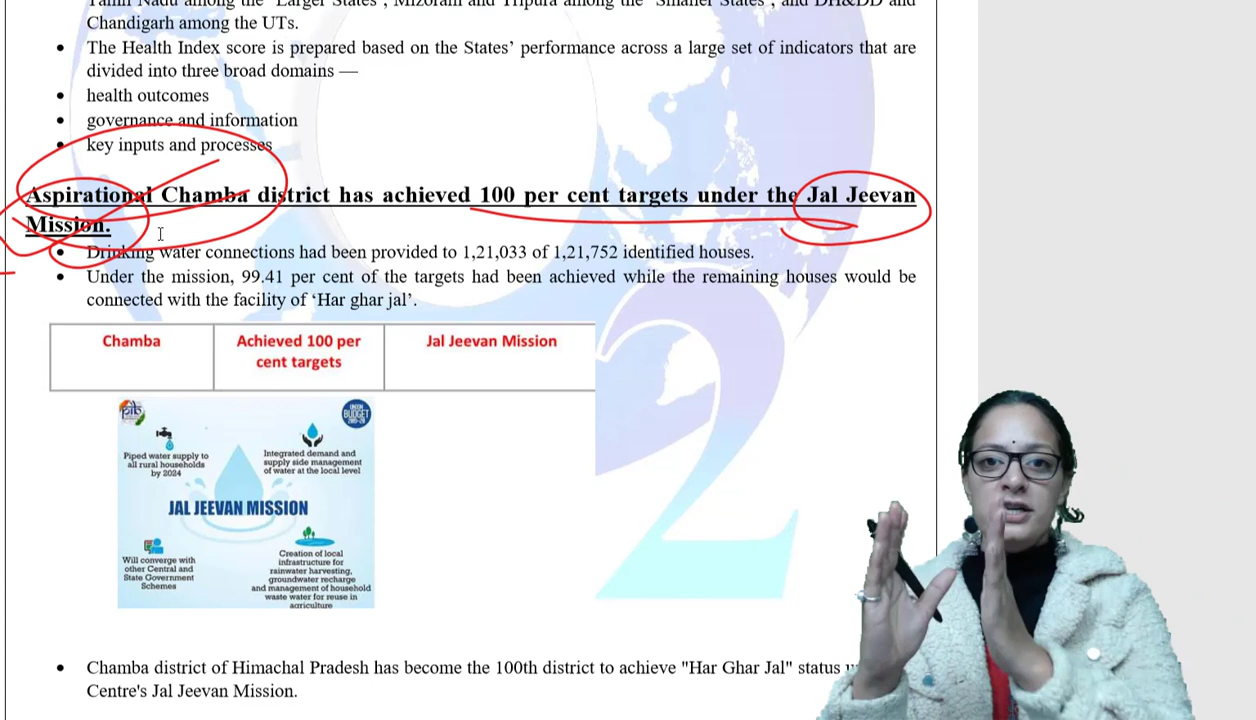 Tamil Nadu among the 'Larger States', Mizoram and Tripura among the 'Smaller States', and DH&DD and
Chandigarh among the UTs.
• The Health Index score is prepared based on the States' performance across a large set of indicators that are
divided into three broad domains —
• health outcomes
• governance and information
• key inputs and processes
Aspirational Chamba district has achieved 100 per cent targets under the Jal Jeevan
Mission.
• Drinking water connections had been provided to 1,21,033 of 1,21,752 identified houses.
• Under the mission, 99.41 per cent of the targets had been achieved while the remaining houses would be
connected with the facility of 'Har ghar jal'.
Chamba
Achieved 100 per
cent targets
Jal Jeevan Mission
pib
UNION
BUDGET
Piped water supply to
all rural households
by 2024
Integrated demand and
supply side management
of water at the local level
JAL JEEVAN MISSION
Will converge with
other Central and
State Government
Schemes
Creation of local
infrastructure for
rainwater harvesting,
groundwater recharge
and management of household
waste water for reuse in
agriculture
2
• Chamba district of Himachal Pradesh has become the 100th district to achieve "Har Ghar Jal" status
Centre's Jal Jeevan Mission.